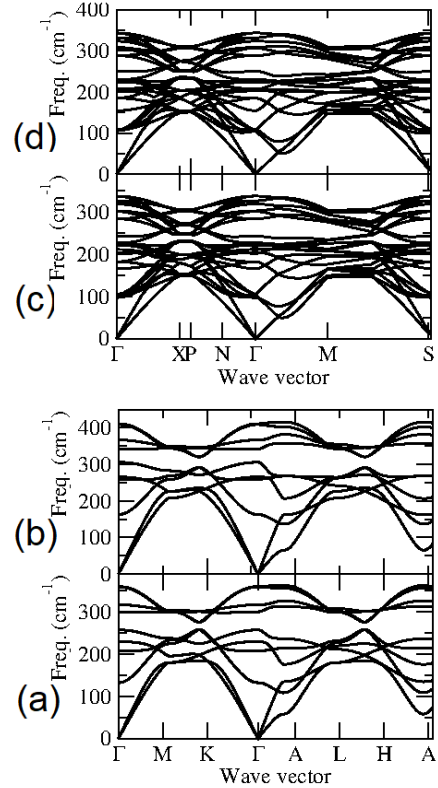 400
300
200
100
0
Freq. (cm-1)
(d)
300
200
100
0
Freq. (cm-1)
(c)
Γ X P N Γ M S
Wave vector
400
300
200
100
0
Freq. (cm-1)
(b)
300
200
100
0
Freq. (cm-1)
(a)
Γ M K Γ A L H A
Wave vector